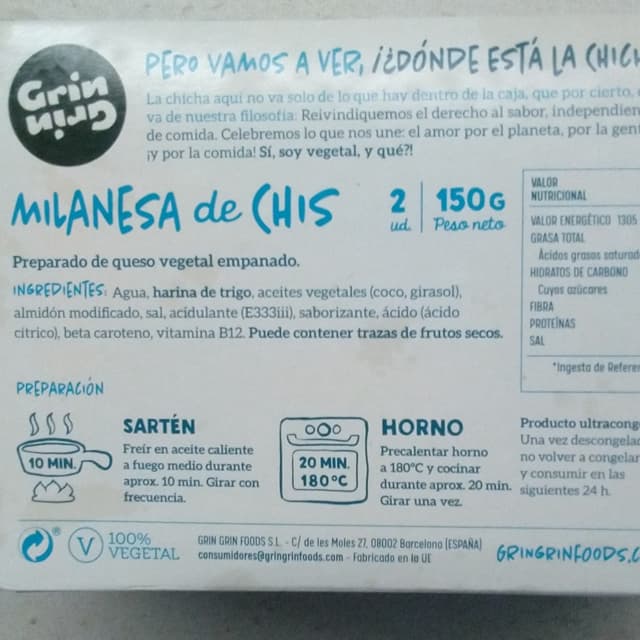 Grin
Grin
PERO VAMOS A VER, ¡¿DÓNDE ESTÁ LA
La chicha aquí no va solo de lo que hay dentro de la caja, que por cierto,
va de nuestra filosofía: Reivindiquemos el derecho al sabor,
de comida. Celebremos lo que nos une: el amor por el planeta, por la
¡y por la comida! Sí, soy vegetal, y qué?!
MILANESA de CHIS
2 ud.
150G Peso neto
Preparado de queso vegetal empanado.
INGREDIENTES: Agua, harina de trigo, aceites vegetales (coco, girasol),
almidón modificado, sal, acidulante (E333iii), saborizante, ácido (ácido
cítrico), beta caroteno, vitamina B12. Puede contener trazas de frutos secos.
VALOR
NUTRICIONAL
VALOR ENERGÉTICO 1305
GRASA TOTAL
Ácidos grasos
HIDRATOS DE CARBONO
Cuyos azúcares
FIBRA
PROTEÍNAS
SAL
*Ingesta de
PREPARACIÓN
10 MIN.
SARTÉN
Freír en aceite caliente
a fuego medio durante
aprox. 10 min. Girar con
frecuencia.
20 MIN.
180ºC
HORNO
Precalentar horno
a 180ºC y cocinar
durante aprox. 20 min.
Girar una vez.
Producto
Una vez
no volver a congelar
y consumir en las
siguientes 24 h.
V
100%
VEGETAL
GRIN GRIN FOODS S.L. - C/ de les Moles 27, 08002 Barcelona (ESPAÑA)
consumidores@gringrinfoods.com - Fabricado en la UE
GRINGRINFOODS.C